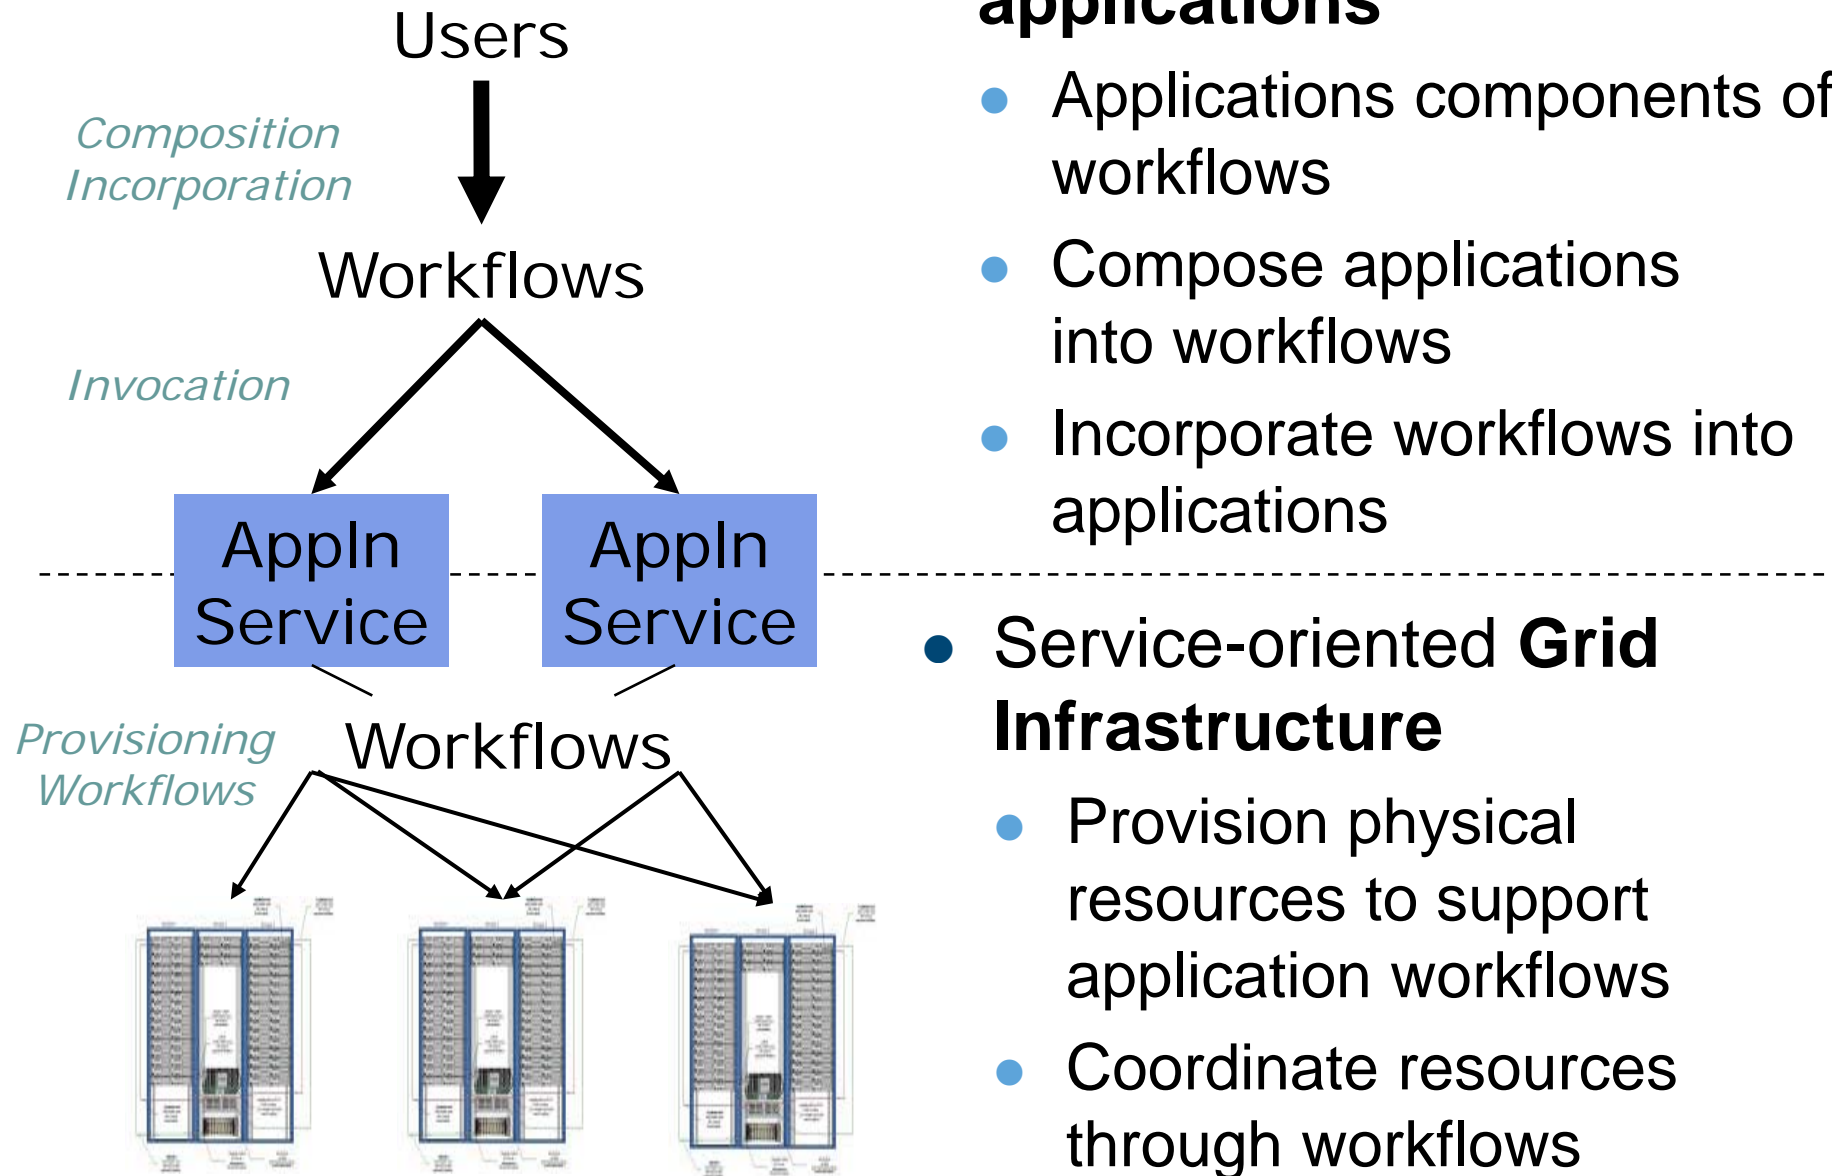 Users
Composition
Incorporation
Workflows
Invocation
Appln
Service
Appln
Service
Provisioning
Workflows
Workflows
applications
Applications components of
workflows
Compose applications
into workflows
Incorporate workflows into
applications
Service-oriented Grid
Infrastructure
Provision physical
resources to support
application workflows
Coordinate resources
through workflows